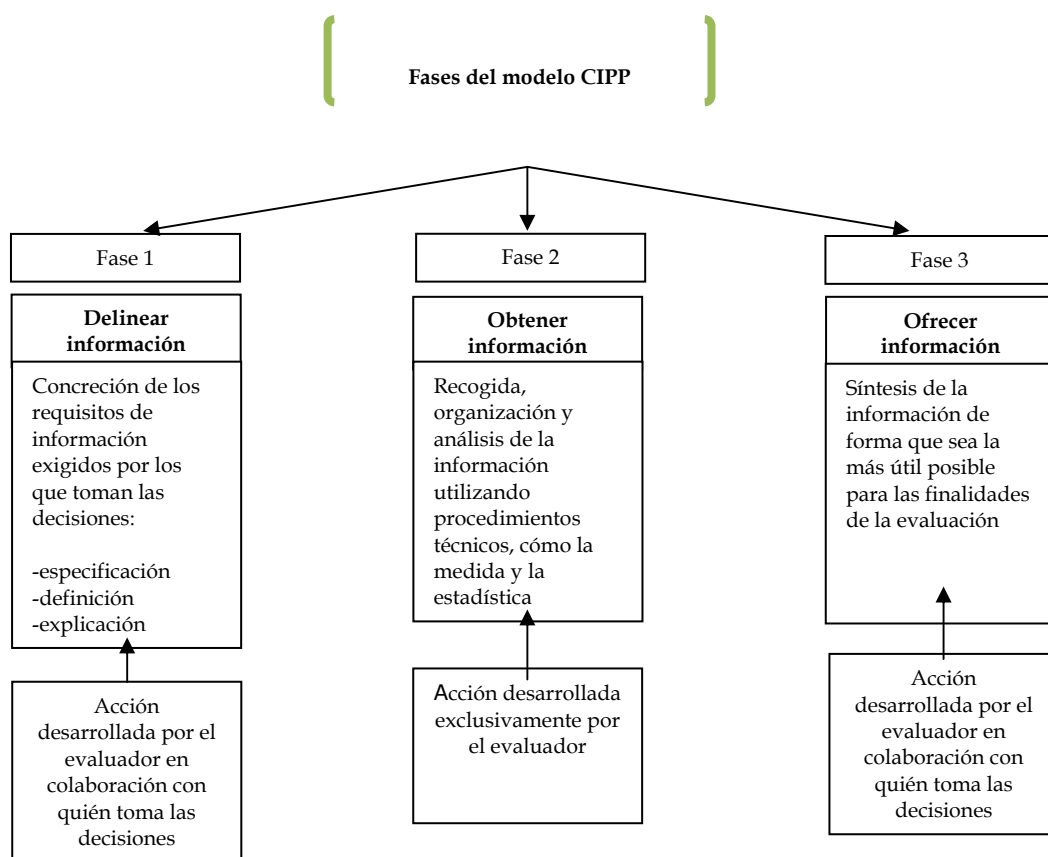 Fases del modelo CIPP
Fase 1
Delinear
información
Concreción de los
requisitos de
información
exigidos por los
que toman las
decisiones:
-especificación
-definición
-explicación
Acción
desarrollada por el
evaluador en
colaboración con
quién toma las
decisiones
Fase 2
Obtener
información
Recogida,
organización y
análisis de la
información
utilizando
procedimientos
técnicos, cómo la
medida y la
estadística
Acción desarrollada
exclusivamente por
el evaluador
Fase 3
Ofrecer
información
Síntesis de la
información de
forma que sea la
más útil posible
para las finalidades
de la evaluación
Acción
desarrollada por el
evaluador en
colaboración con
quién toma las
decisiones